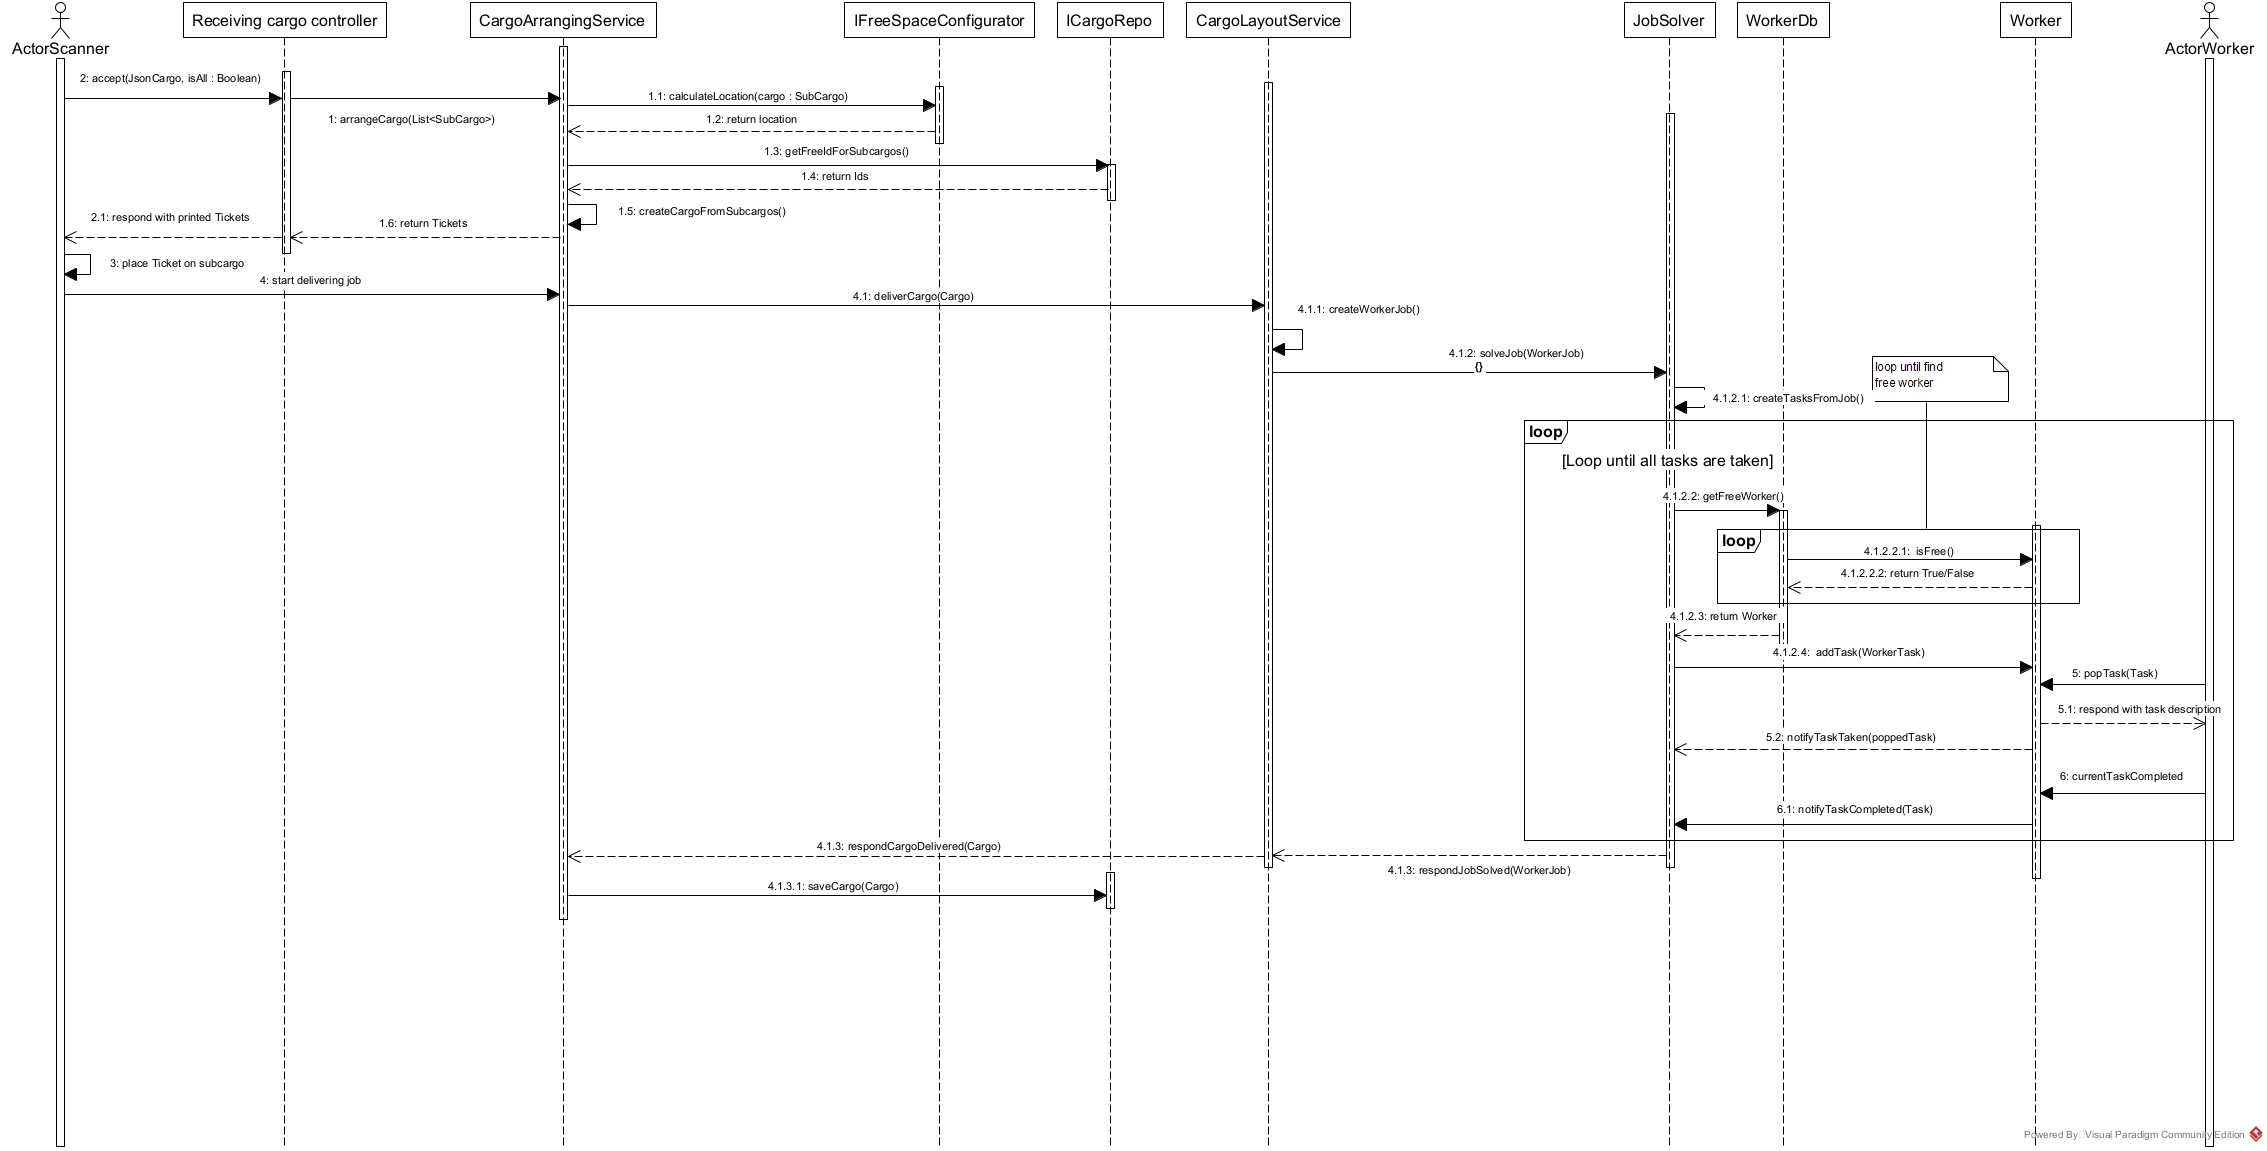 ActorScanner
Receiving cargo controller
CargoArrangingService
IFreeSpaceConfigurator
ICargoRepo
CargoLayoutService
JobSolver
WorkerDb
Worker
ActorWorker
2: accept(JsonCargo, isAll : Boolean)
1: arrangeCargo(List<SubCargo>)
1.1: calculateLocation(cargo : SubCargo)
1.2: return location
1.3: getFreeIdForSubcargos()
1.4: return Ids
1.5: createCargoFromSubcargos()
2.1: respond with printed Tickets
1.6: return Tickets
3: place Ticket on subcargo
4: start delivering job
4.1: deliverCargo(Cargo)
4.1.1: createWorkerJob()
4.1.2: solveJob(WorkerJob)
{}
loop until find
free worker
4.1.2.1: createTasksFromJob()
loop
[Loop until all tasks are taken]
4.1.2.2: getFreeWorker()
loop
4.1.2.2.1: isFree()
4.1.2.2.2: return True/False
4.1.2.3: return Worker
4.1.2.4: addTask(WorkerTask)
5: popTask(Task)
5.1: respond with task description
5.2: notifyTaskTaken(poppedTask)
6: currentTaskCompleted
6.1: notifyTaskCompleted(Task)
4.1.3: respondCargoDelivered(Cargo)
4.1.3: respondJobSolved(WorkerJob)
4.1.3.1: saveCargo(Cargo)
Powered By Visual Paradigm Community Edition